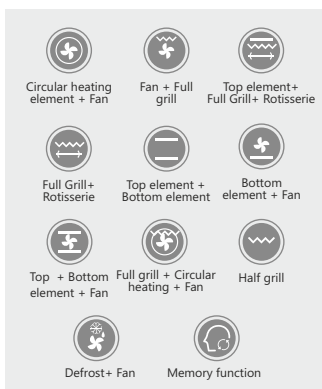 Circular heating
element + Fan
Fan + Full
grill
Top element+
Full Grill+ Rotisserie
Full Grill+
Rotisserie
Top element +
Bottom element
Bottom
element + Fan
Top + Bottom
element + Fan
Full grill + Circular
heating + Fan
Half grill
Defrost+ Fan
Memory function